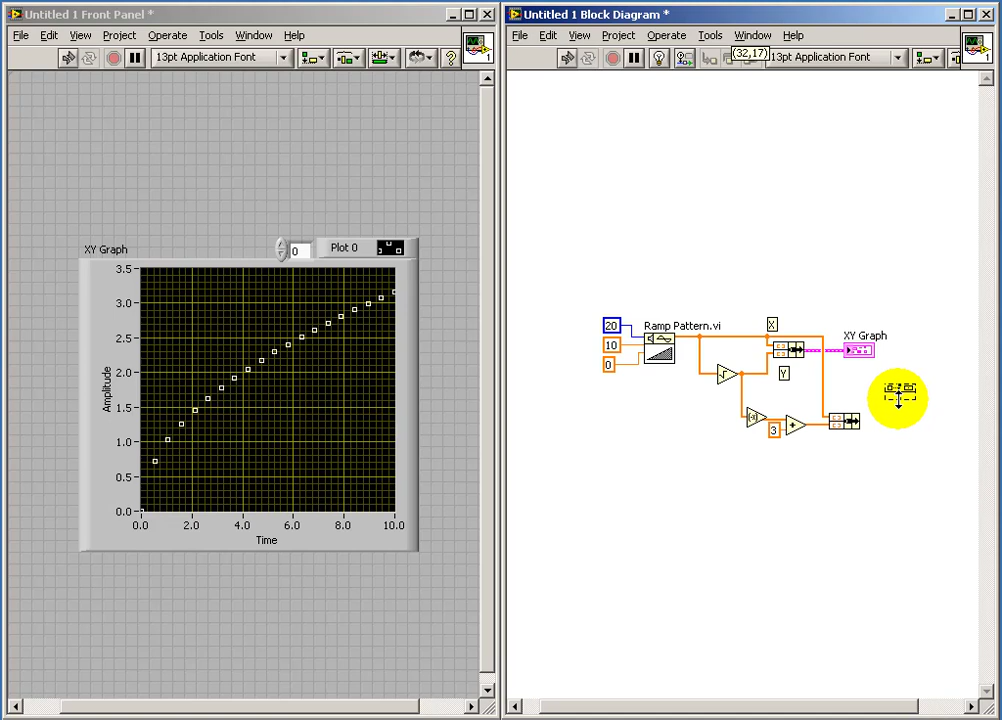 Untitled 1 Front Panel *
File Edit View Project Operate Tools Window Help
13pt Application Font
1
XY Graph
0
Plot 0
3.5
3.0
2.5
2.0
1.5
1.0
0.5
0.0
Amplitude
0.0 2.0 4.0 6.0 8.0 10.0
Time
Untitled 1 Block Diagram *
File Edit View Project Operate Tools Window Help
(32,17)
13pt Application Font
1
20
Ramp Pattern.vi
X
XY Graph
10
0
Y
3